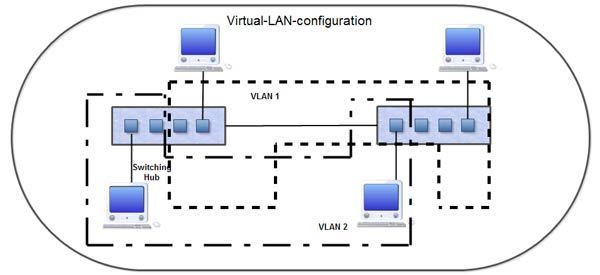 Virtual-LAN-configuration
VLAN 1
Switching
Hub
VLAN 2